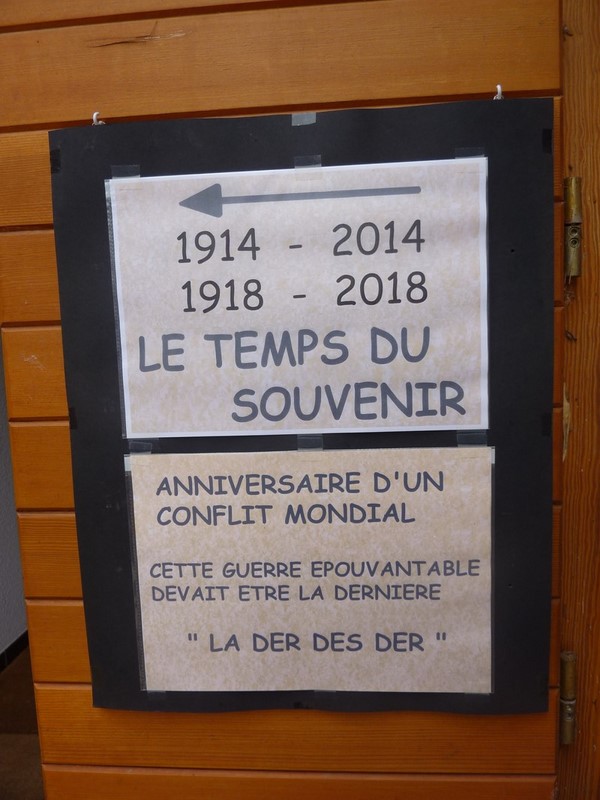 1914 - 2014
1918 - 2018
LE TEMPS DU
SOUVENIR
ANNIVERSAIRE D'UN
CONFLIT MONDIAL
CETTE GUERRE EPOUVANTABLE
DEVAIT ETRE LA DERNIERE
" LA DER DES DER "